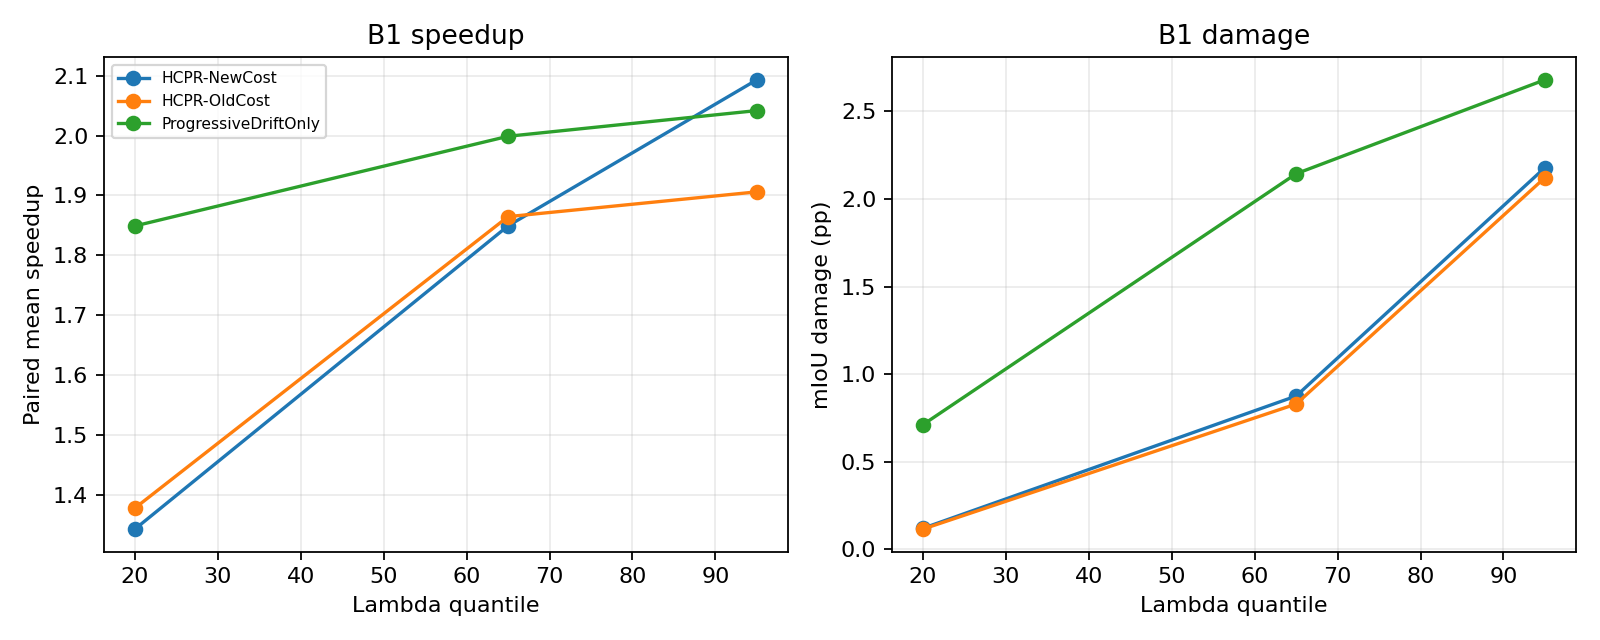 B1 speedup
Paired mean speedup
2.1
2.0
1.9
1.8
1.7
1.6
1.5
1.4
HCPR-NewCost
HCPR-OldCost
ProgressiveDriftOnly
20 30 40 50 60 70 80 90
Lambda quantile
B1 damage
mIoU damage (pp)
2.5
2.0
1.5
1.0
0.5
0.0
20 30 40 50 60 70 80 90
Lambda quantile